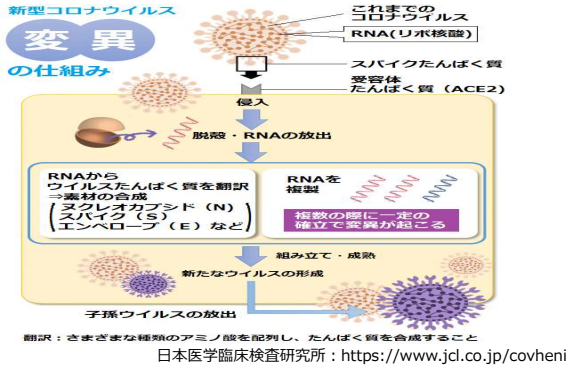 新型コロナウイルス
変異
の仕組み
これまでの
コロナウイルス
RNA(リボ核酸)
スパイクたんぱく質
受容体
たんぱく質（ACE2）
侵入
脱殻・RNAの放出
RNAから
ウイルスたんぱく質を翻訳
⇒素材の合成
ヌクレオカプシド（N）
スパイク（S）
エンベロープ（E）など
RNAを
複製
複数の際に一定の
確立で変異が起こる
組み立て・成熟
新たなウイルスの形成
子孫ウイルスの放出
翻訳：さまざまな種類のアミノ酸を配列し、たんぱく質を合成すること
日本医学臨床検査研究所：https://www.jcl.co.jp/covheni